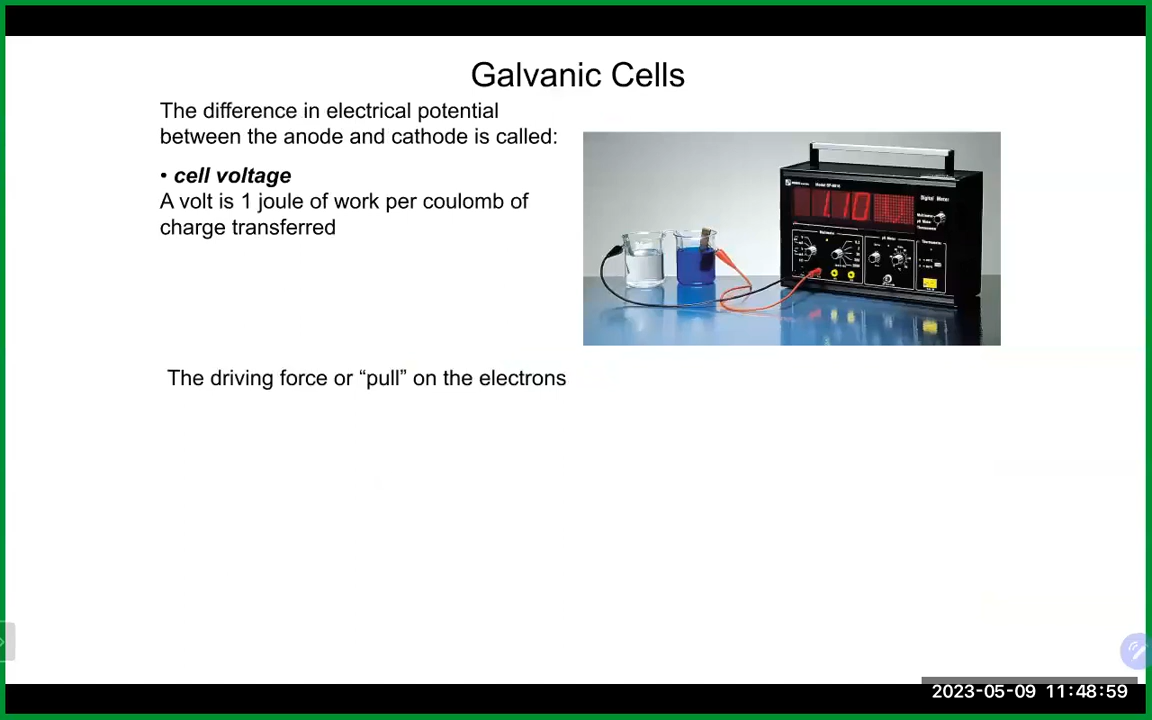 Galvanic Cells
The difference in electrical potential
between the anode and cathode is called:
• cell voltage
A volt is 1 joule of work per coulomb of
charge transferred
1.10
Digital Meter
The driving force or “pull” on the electrons
2023-05-09 11:48:59